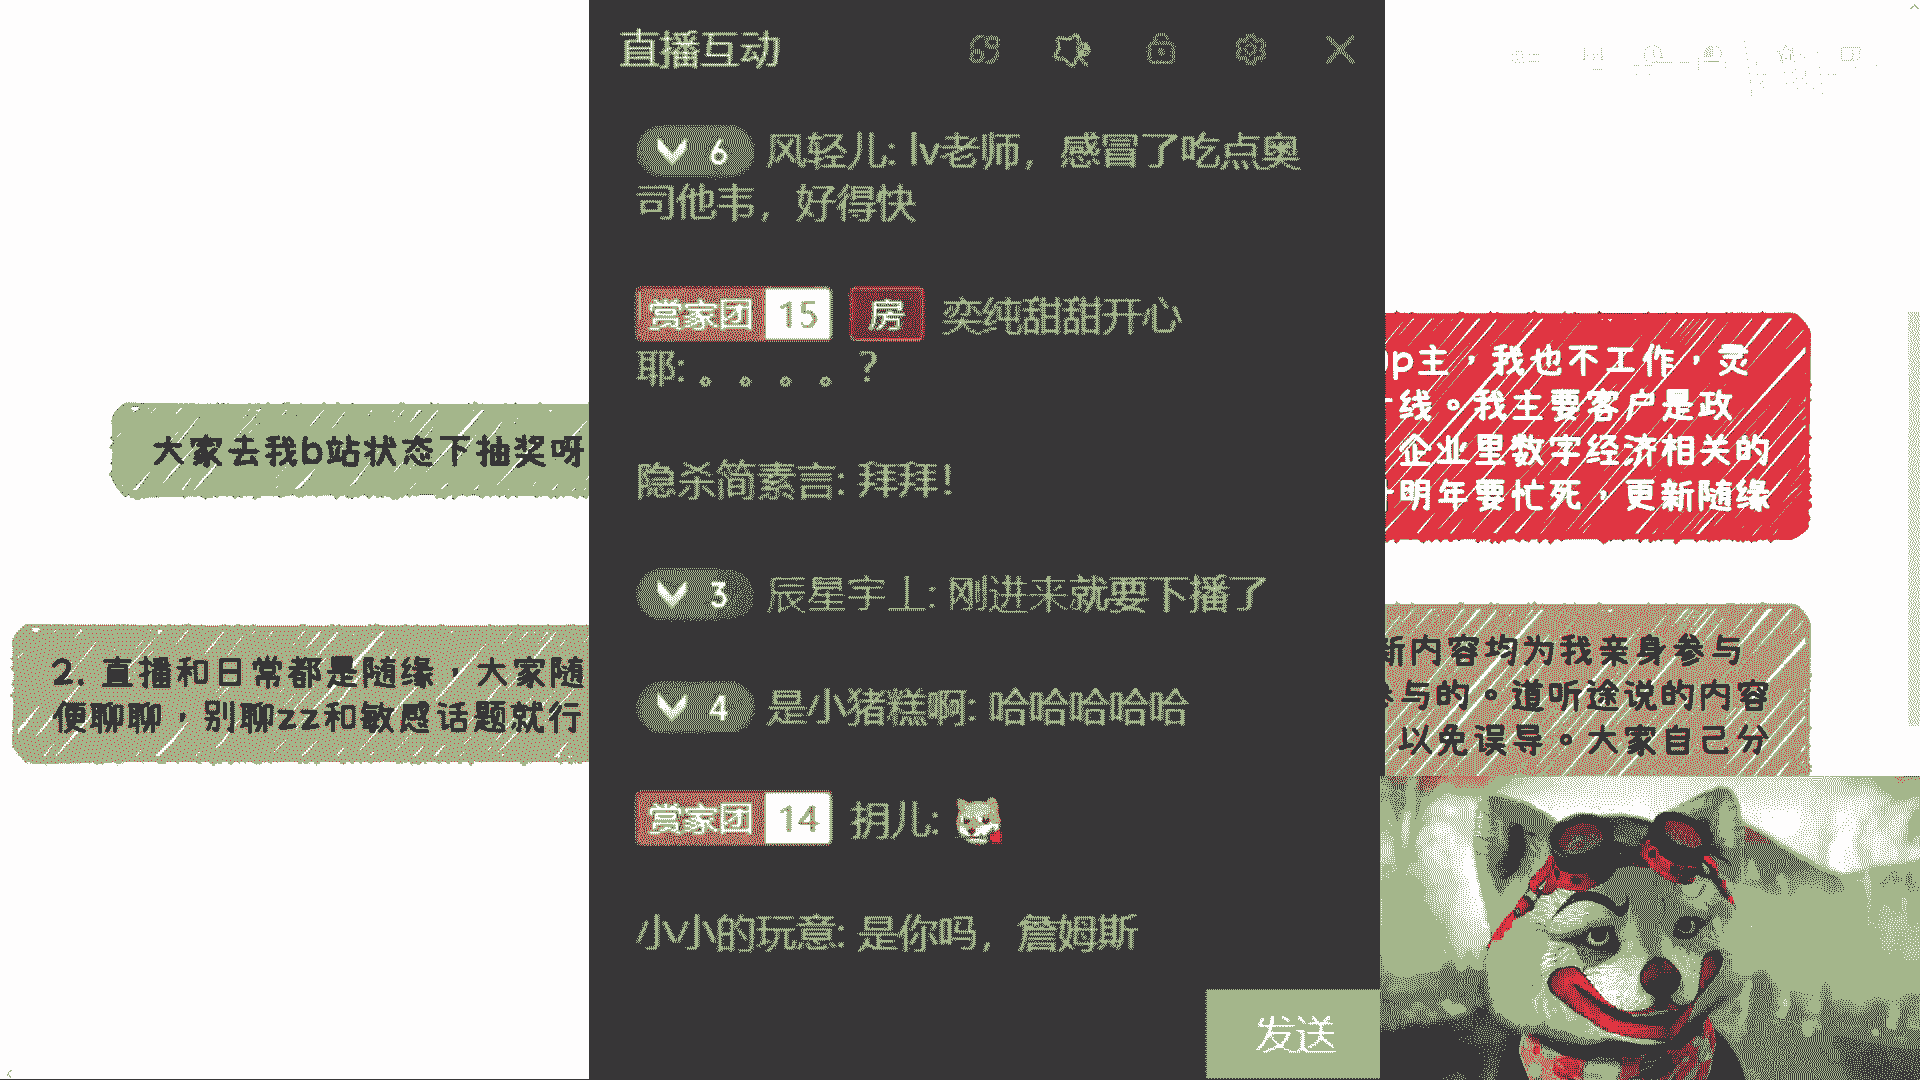 直播互动
6 风轻儿: lv老师，感冒了吃点奥
司他韦，好得快
赏家团 15 房 奕纯甜甜开心
耶: 。。。。？
隐杀简素言: 拜拜！
3 辰星宇上: 刚进来就要下播了
4 是小猪糕啊: 哈哈哈哈哈
赏家团 14 抈儿:
小小的玩意: 是你吗，詹姆斯
发送
大家去我b站状态下抽奖呀
2. 直播和日常都是随缘，大家随
便聊聊，别聊zz和敏感话题就行
up主，我也不工作，灵
线。我主要客户是政
企业里数字经济相关的
明年要忙死，更新随缘
新内容均为我亲身参与
参与的。道听途说的内容
以免误导。大家自己分